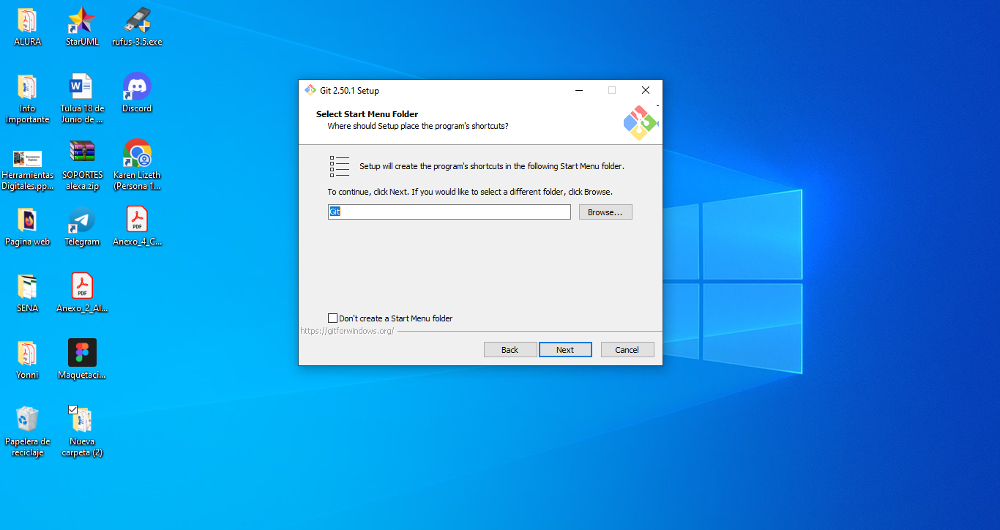 ALURA
StarUML
rufus-3.5.exe
Info
Importante
Tuluá 18 de
Junio de ...
Discord
Herramientas
Digitales.pp...
SOPORTES
alexa.zip
Karen Lizeth
(Persona 1...
Pagina web
Telegram
PDF
Anexo_4_C...
SENA
PDF
Anexo_2_Al...
Yonni
Maquetaci...
Papelera de
reciclaje
Nueva
carpeta (2)
Git 2.50.1 Setup
Select Start Menu Folder
Where should Setup place the program's shortcuts?
Setup will create the program's shortcuts in the following Start Menu folder.
To continue, click Next. If you would like to select a different folder, click Browse.
Git
Browse...
Don't create a Start Menu folder
https://gitforwindows.org/
Back
Next
Cancel